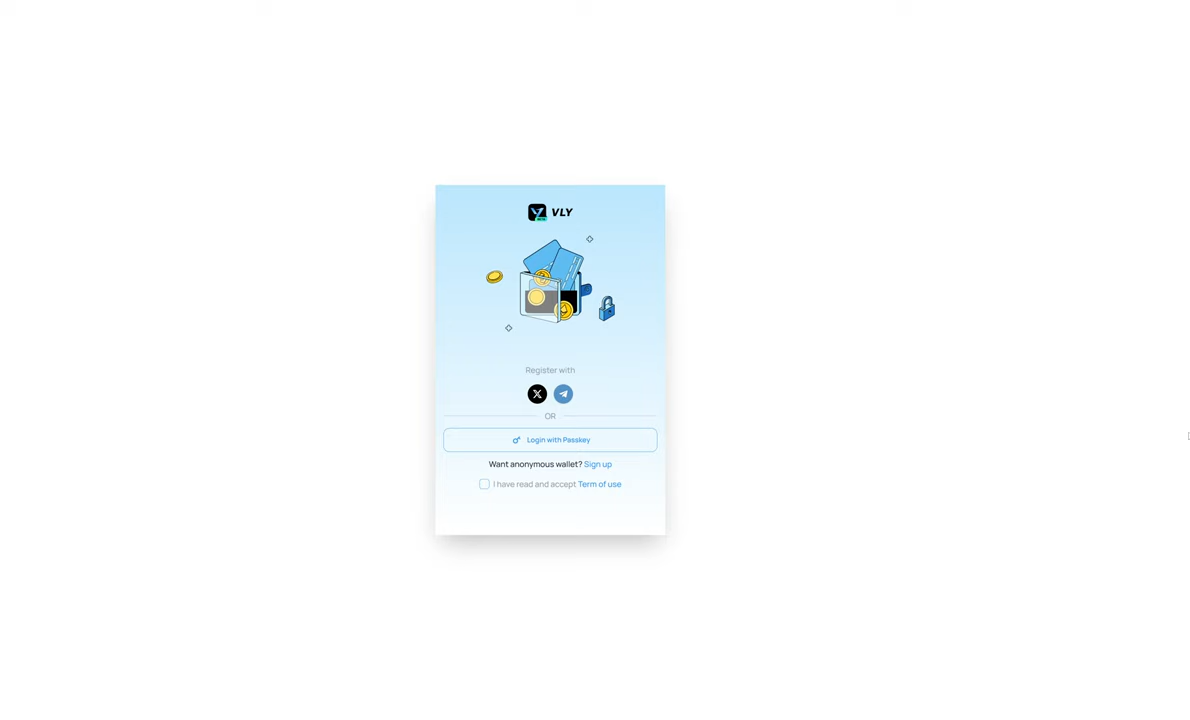 VLY
Register with
OR
Login with Passkey
Want anonymous wallet? Sign up
I have read and accept Term of use